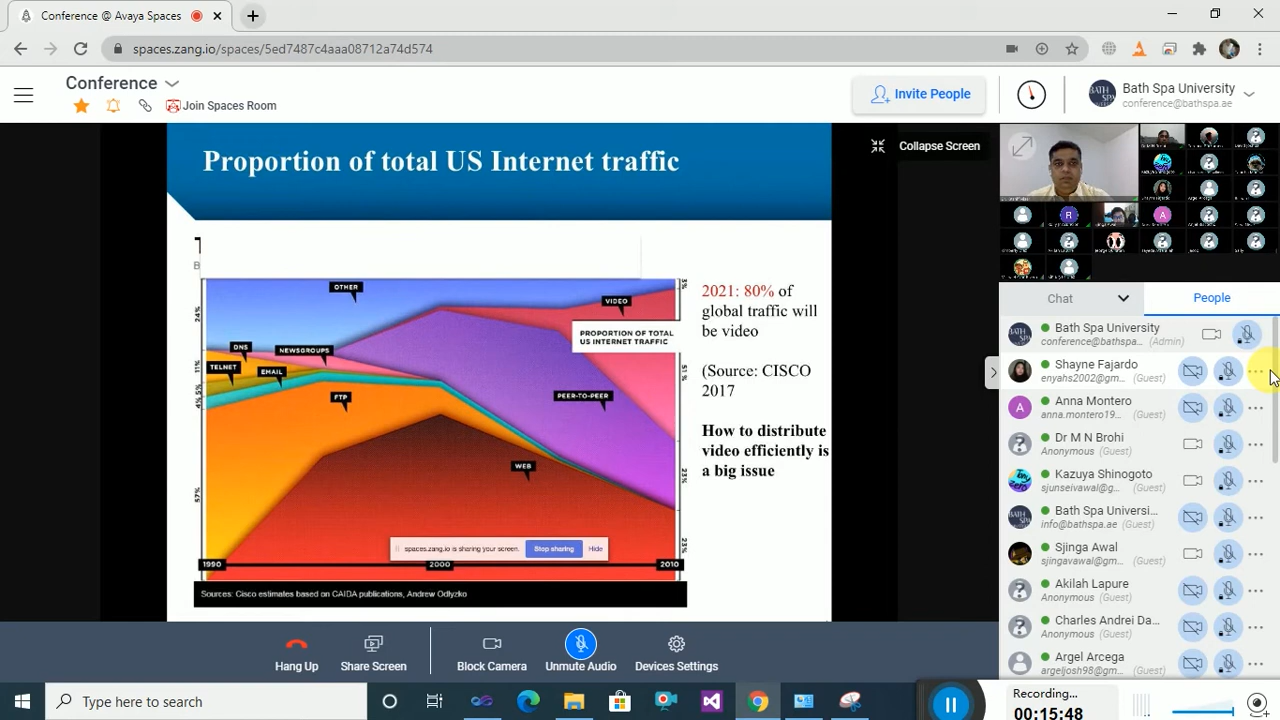 Conference @ Avaya Spaces
spaces.zang.io/spaces/5ed7487c4aaa08712a74d574
Conference
Join Spaces Room
Invite People
Bath Spa University
conference@bathspa.ae
Proportion of total US Internet traffic
Collapse Screen
OTHER
VIDEO
PROPORTION OF TOTAL
US INTERNET TRAFFIC
DNS
NEWSGROUPS
TELNET
EMAIL
FTP
PEER-TO-PEER
WEB
24%
11%
57%
51%
23%
23%
1990
2000
2010
spaces.zang.io is sharing your screen.
Stop sharing
Hide
Sources: Cisco estimates based on CAIDA publications, Andrew Odlyzko
2021: 80% of
global traffic will
be video
(Source: CISCO
2017
How to distribute
video efficiently is
a big issue
Chat
People
Bath Spa University
conference@bathspa... (Admin)
Shayne Fajardo
enyahs2002@gm... (Guest)
A
Anna Montero
anna.montero19... (Guest)
Dr M N Brohi
Anonymous (Guest)
Kazuya Shinogoto
sjunseivawal@g... (Guest)
Bath Spa Universi...
info@bathspa.ae (Guest)
Sjinga Awal
sjingavawal@g... (Guest)
Akilah Lapure
Anonymous (Guest)
Charles Andrei Da...
Anonymous (Guest)
Argel Arcega
argeljosh98@gm... (Guest)
Hang Up
Share Screen
Block Camera
Unmute Audio
Devices Settings
Type here to search
Recording...
00:15:48